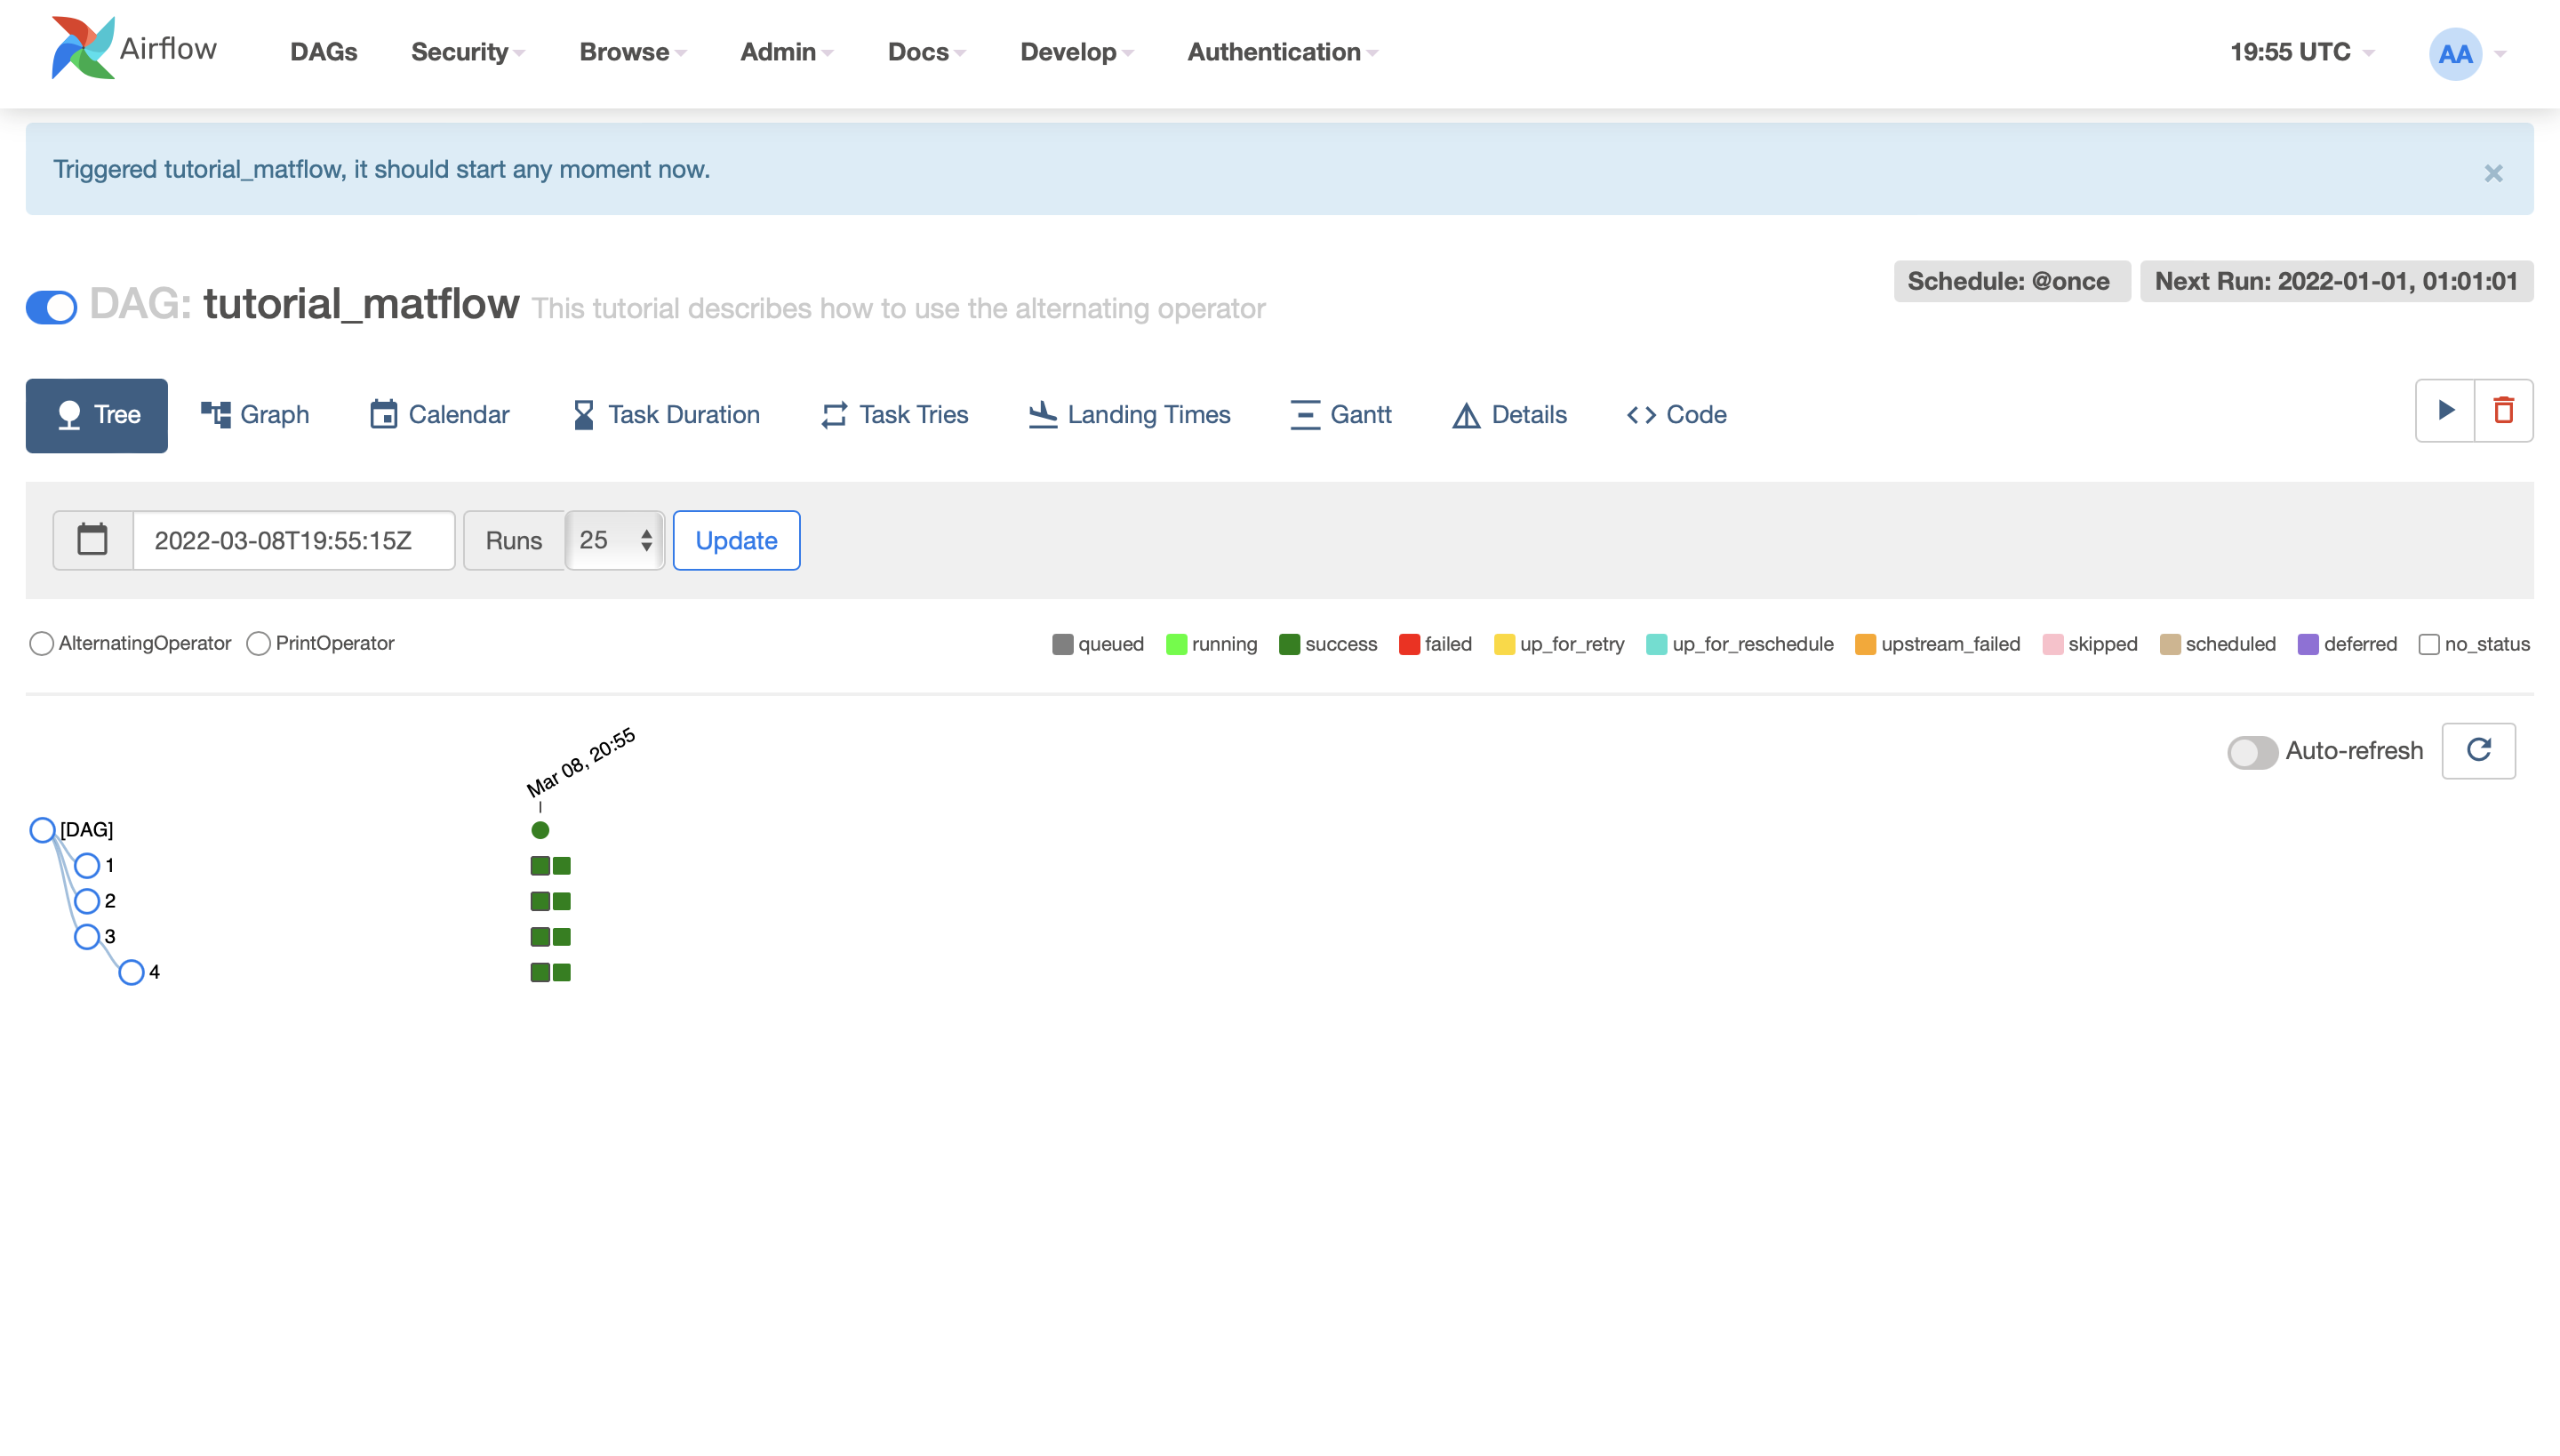 Airflow DAGs Security Browse Admin Docs Develop Authentication 19:55 UTC AA
Triggered tutorial_matflow, it should start any moment now. ×
Schedule: @once Next Run: 2022-01-01, 01:01:01
DAG: tutorial_matflow This tutorial describes how to use the alternating operator
Tree Graph Calendar Task Duration Task Tries Landing Times Gantt Details Code
2022-03-08T19:55:15Z Runs 25 Update
AlternatingOperator PrintOperator queued running success failed up_for_retry up_for_reschedule upstream_failed skipped scheduled deferred no_status
Mar 08, 20:55
Auto-refresh
[DAG]
1
2
3
4